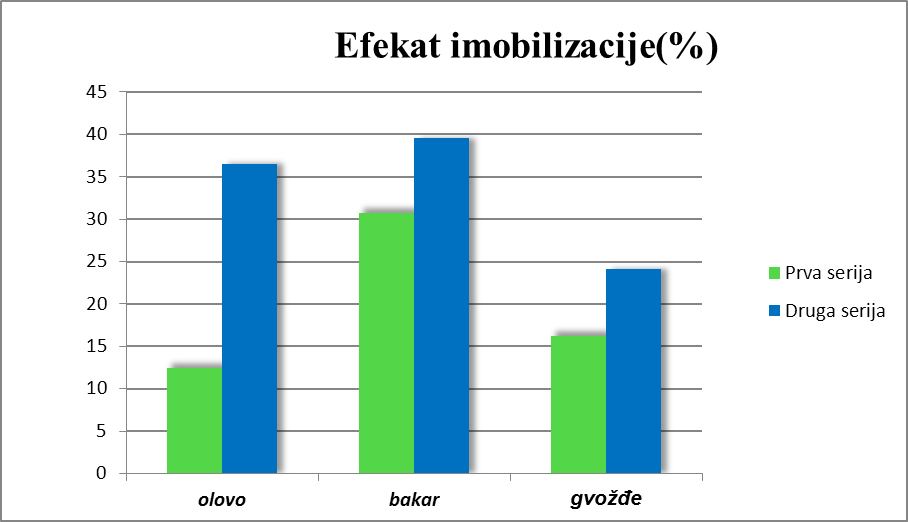 Efekat imobilizacije(%)
45
40
35
30
25
20
15
10
5
0
olovo
bakar
gvožđe
Prva serija
Druga serija